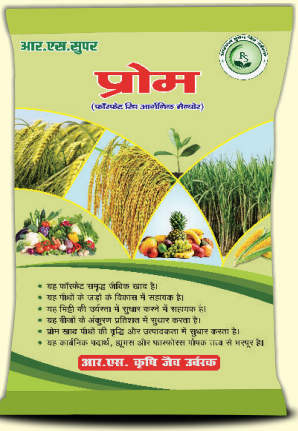 आर.एस.सुपर
RS
प्रोम
(फॉस्फेट रिच आर्गेनिक मैन्योर)
• यह फॉस्फेट समृद्ध जैविक खाद है।
• यह पौधों के जड़ों के विकास में सहायक है।
• यह मिट्टी की उर्वरता में सुधार करने में सहायक है।
• यह बीजों के अंकुरण प्रतिशत में सुधार करता है।
• प्रोम खाद पौधों की वृद्धि और उत्पादकता में सुधार करता है।
• यह कार्बनिक पदार्थ, ह्यूमस और फास्फोरस पोषक तत्व से भरपूर है।
आर.एस. कृषि जैव उर्वरक